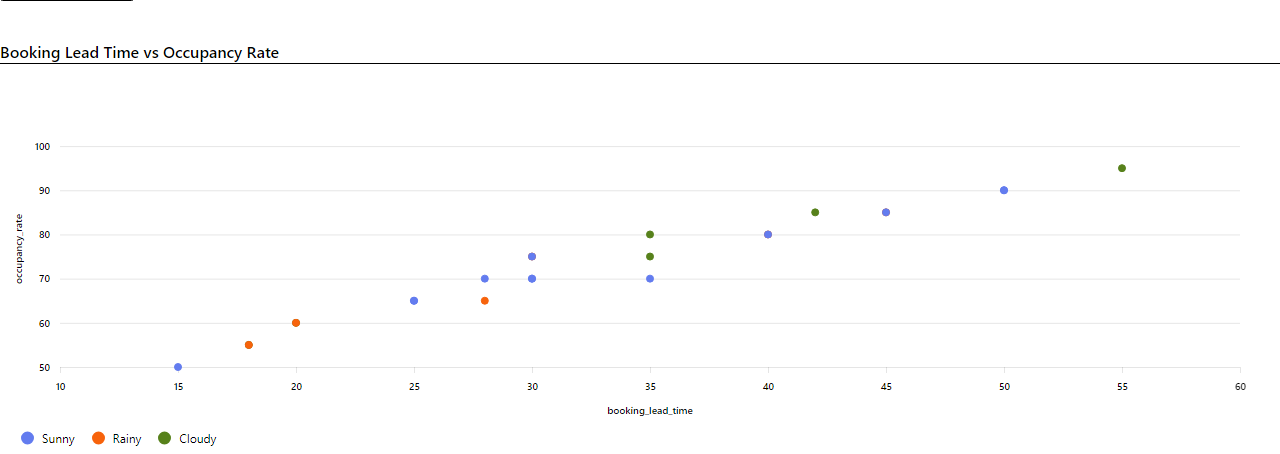 Booking Lead Time vs Occupancy Rate
100
90
80
70
60
50
occupancy_rate
10 15 20 25 30 35 40 45 50 55 60
booking_lead_time
Sunny Rainy Cloudy